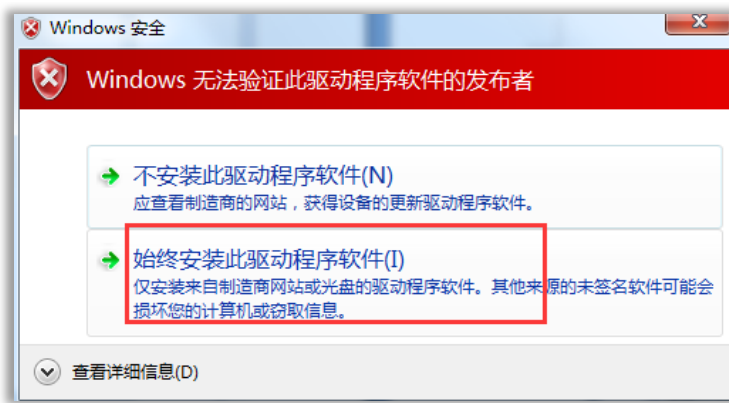 Windows 安全
Windows 无法验证此驱动程序软件的发布者
不安装此驱动程序软件(N)
应查看制造商的网站，获得设备的更新驱动程序软件。
始终安装此驱动程序软件(I)
仅安装来自制造商网站或光盘的驱动程序软件。其他来源的未签名软件可能会
损坏您的计算机或窃取信息。
查看详细信息(D)